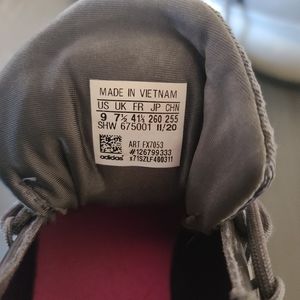 MADE IN VIETNAM
US UK FR JP CHN
9 7½ 41⅓ 260 255
SHW 675001 11/20
ART FX7053
#126799333
adidas x71SZLF460311